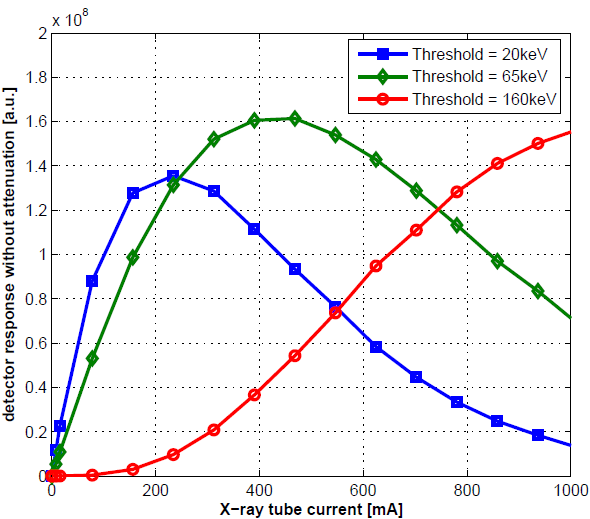 x 10^8
2
1.8
1.6
1.4
1.2
1
0.8
0.6
0.4
0.2
0
detector response without attenuation [a.u.]
Threshold = 20keV
Threshold = 65keV
Threshold = 160keV
0 200 400 600 800 1000
X−ray tube current [mA]